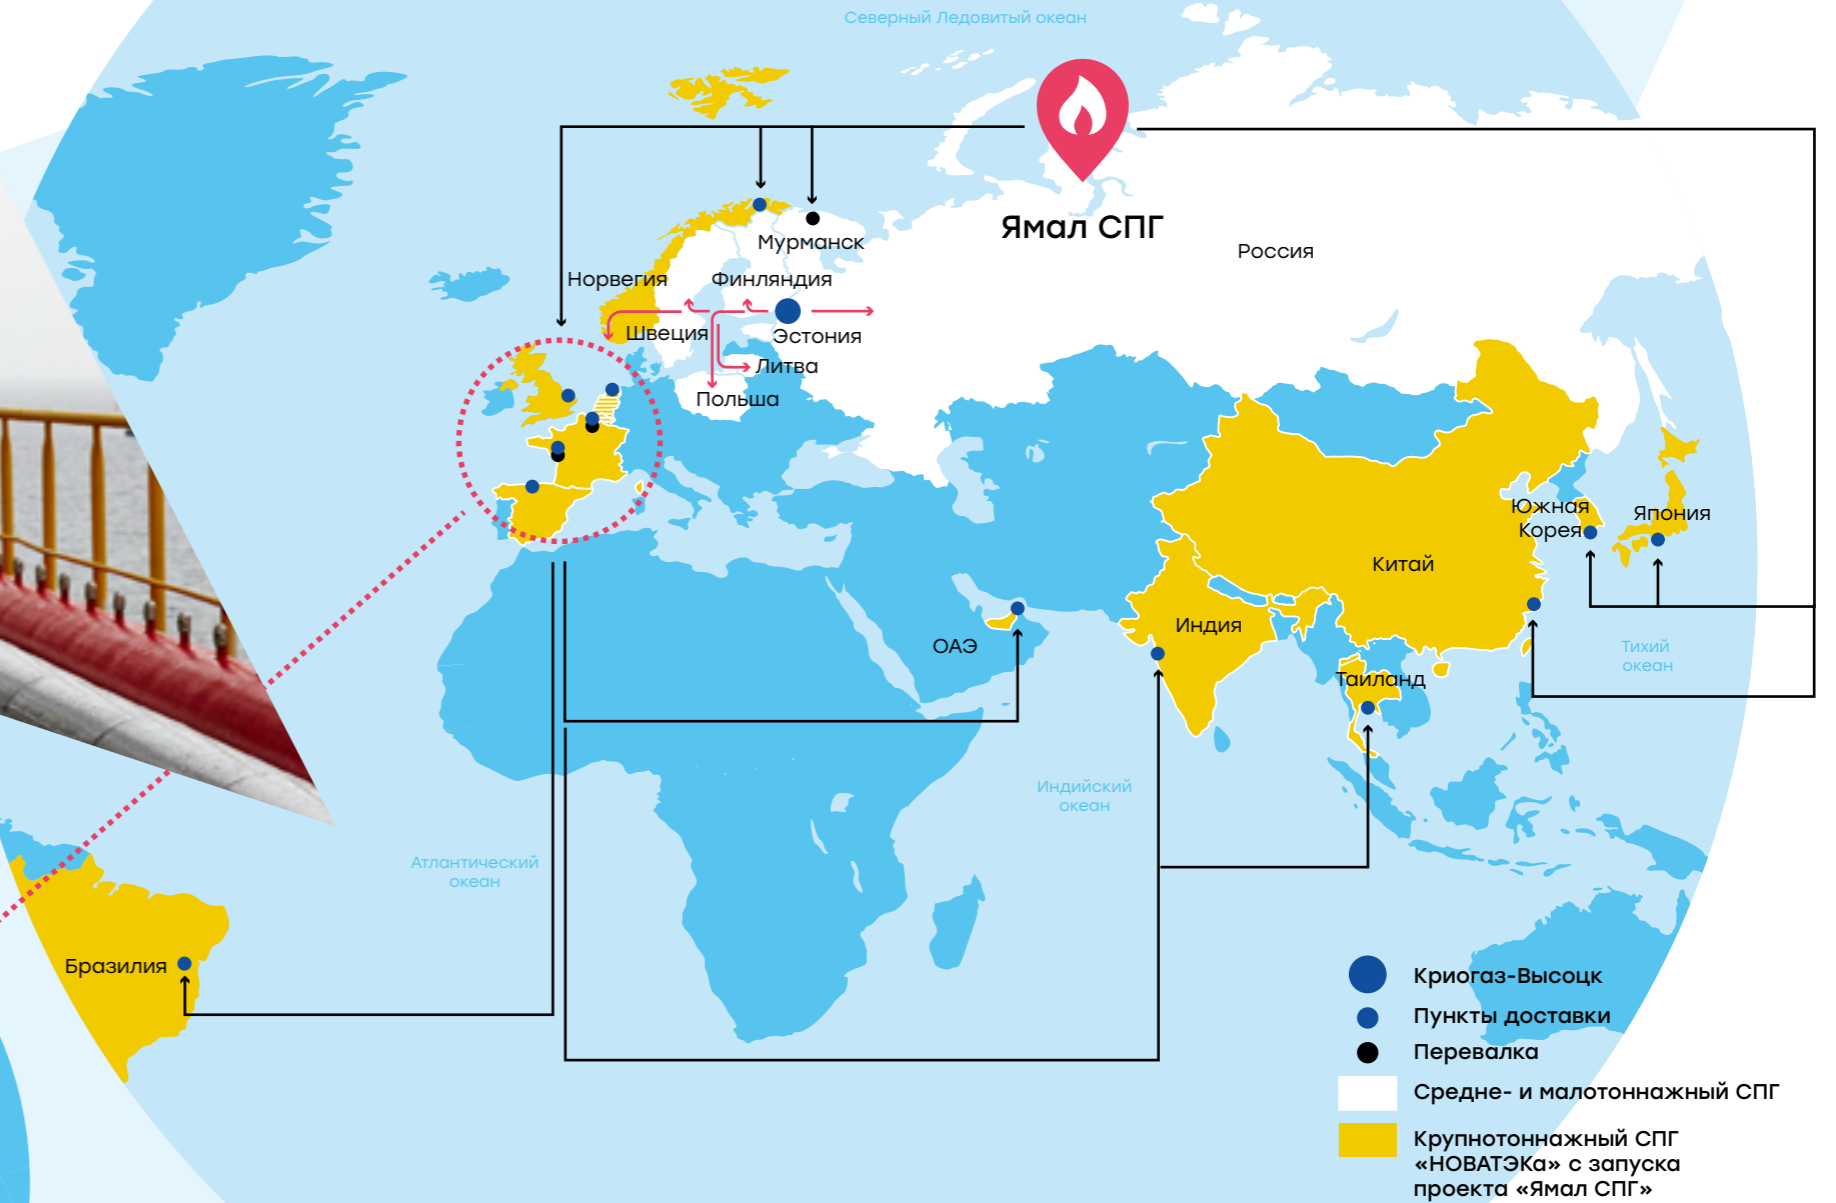 Северный Ледовитый океан
Ямал СПГ
Россия
Мурманск
Норвегия
Финляндия
Швеция
Эстония
Литва
Польша
Южная
Корея
Япония
Китай
Индия
ОАЭ
Таиланд
Тихий
океан
Индийский
океан
Атлантический
океан
Бразилия
Криогаз-Высоцк
Пункты доставки
Перевалка
Средне- и малотоннажный СПГ
Крупнотоннажный СПГ
«НОВАТЭКа» с запуска
проекта «Ямал СПГ»